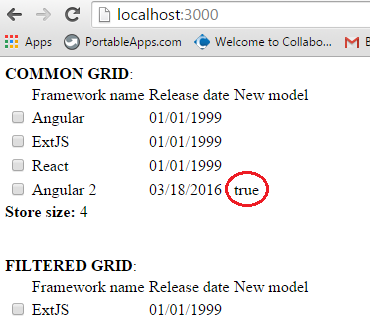 localhost:3000
Apps PortableApps.com Welcome to Collabo... B
COMMON GRID:
Framework name Release date New model
Angular 01/01/1999
ExtJS 01/01/1999
React 01/01/1999
Angular 2 03/18/2016 true
Store size: 4
FILTERED GRID:
Framework name Release date New model
ExtJS 01/01/1999